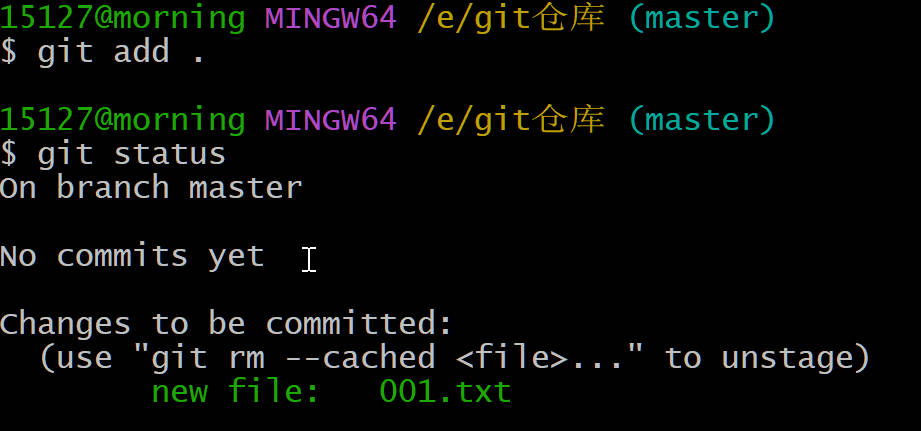 15127@morning MINGW64 /e/git仓库 (master)
$ git add .
15127@morning MINGW64 /e/git仓库 (master)
$ git status
On branch master
No commits yet
Changes to be committed:
(use "git rm --cached <file>..." to unstage)
new file: 001.txt